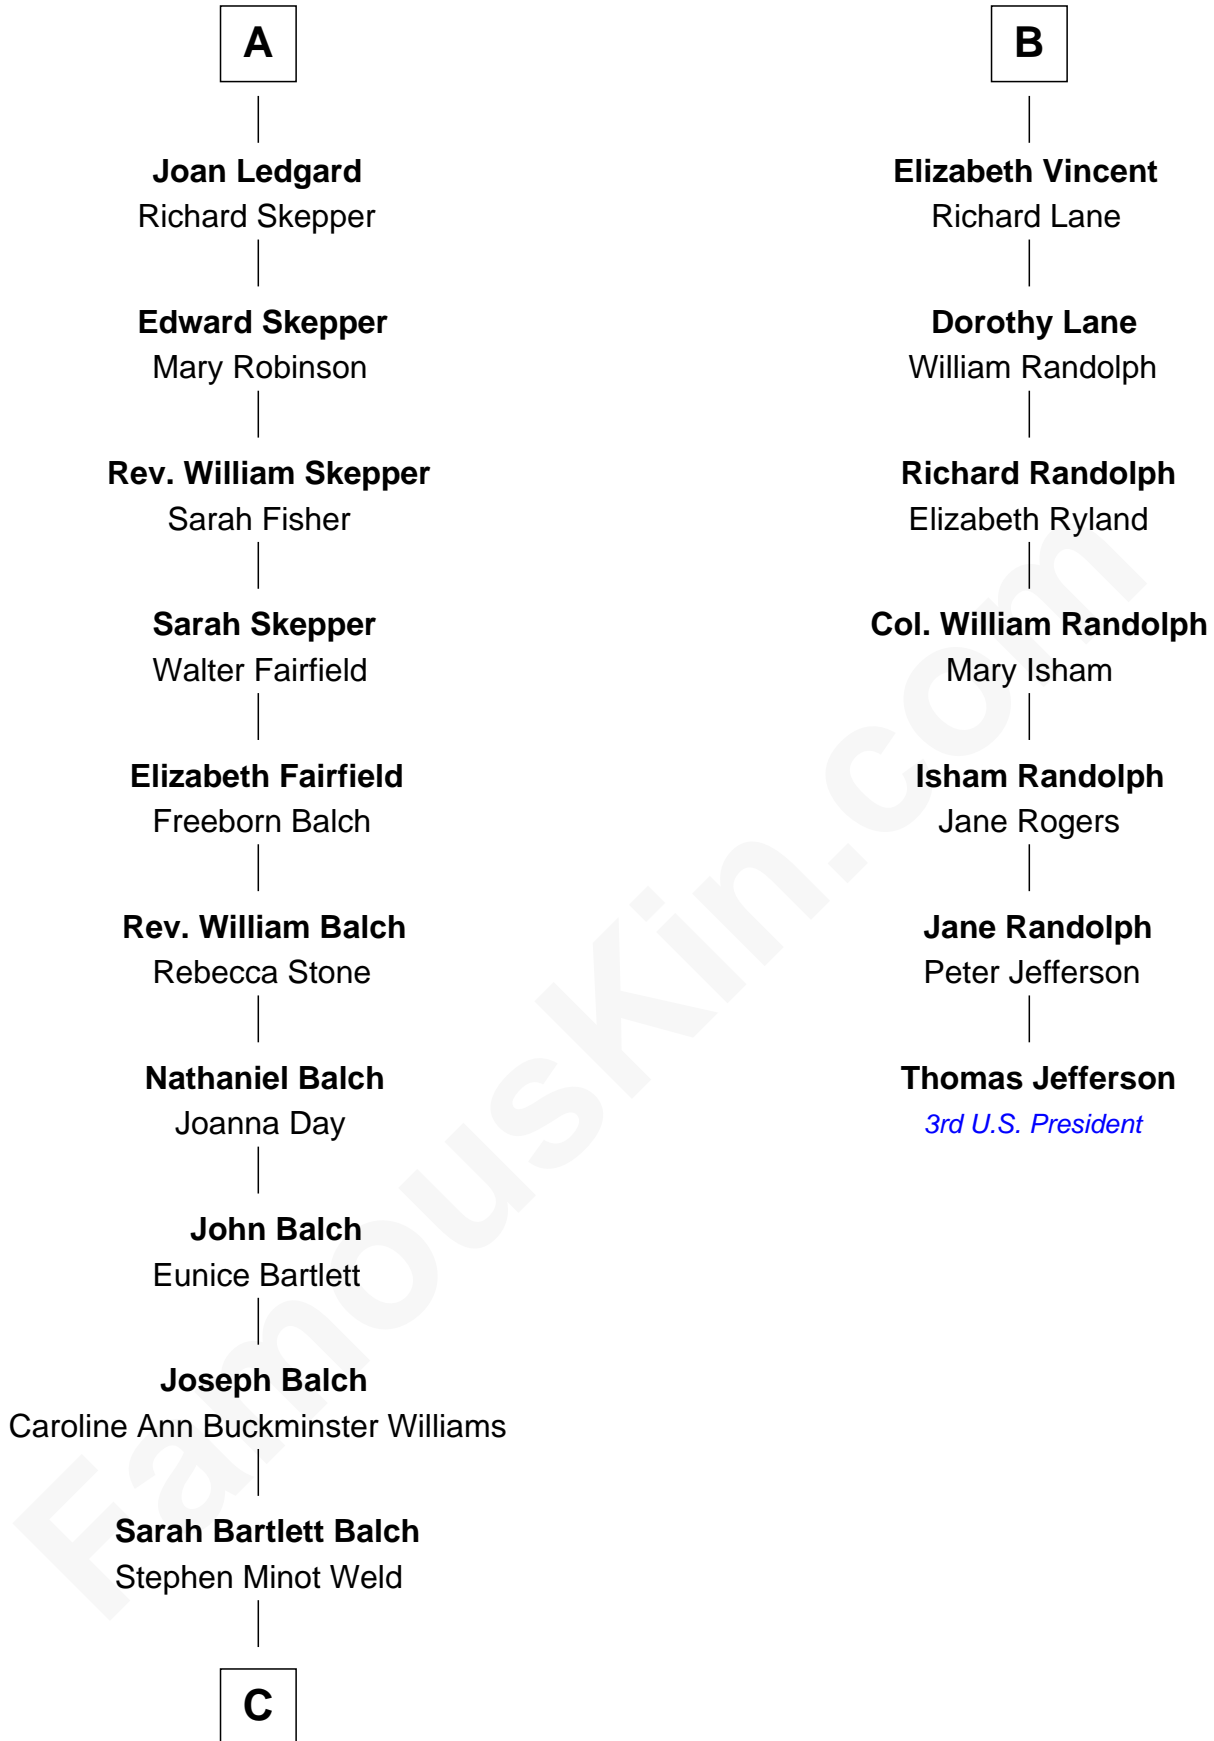 A
Joan Ledgard
Richard Skepper
Edward Skepper
Mary Robinson
Rev. William Skepper
Sarah Fisher
Sarah Skepper
Walter Fairfield
Elizabeth Fairfield
Freeborn Balch
Rev. William Balch
Rebecca Stone
Nathaniel Balch
Joanna Day
John Balch
Eunice Bartlett
Joseph Balch
Caroline Ann Buckminster Williams
Sarah Bartlett Balch
Stephen Minot Weld
C
B
Elizabeth Vincent
Richard Lane
Dorothy Lane
William Randolph
Richard Randolph
Elizabeth Ryland
Col. William Randolph
Mary Isham
Isham Randolph
Jane Rogers
Jane Randolph
Peter Jefferson
Thomas Jefferson
3rd U.S. President
FamousKin.com